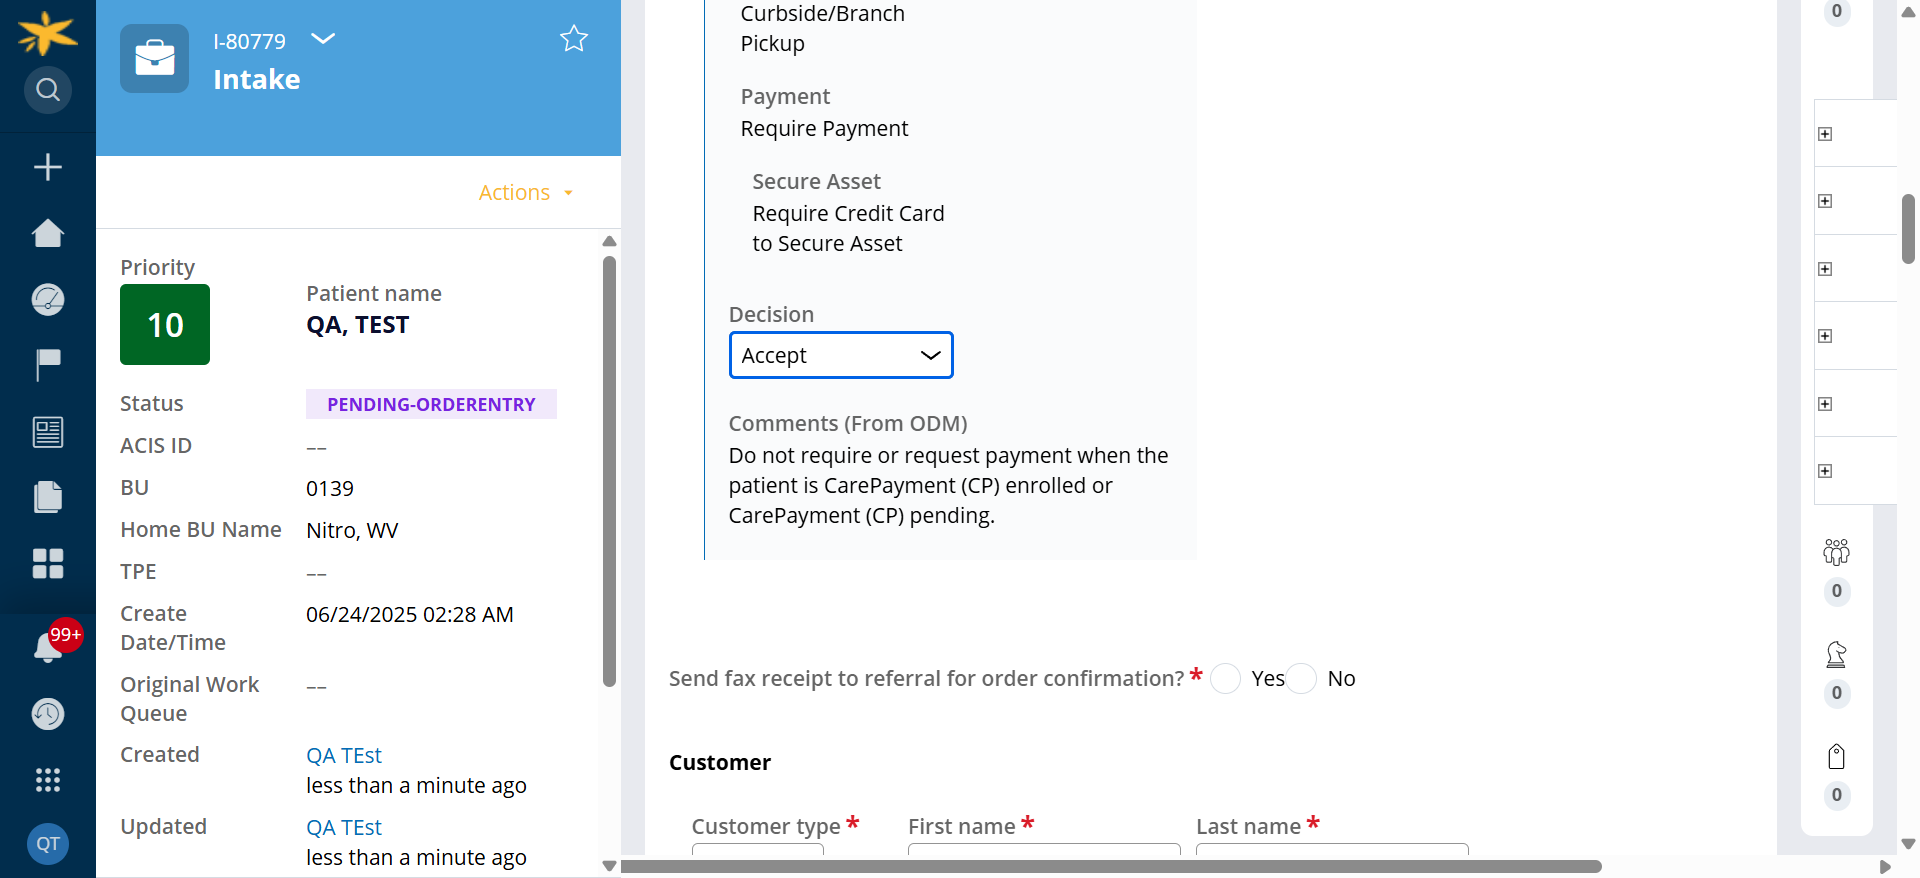 I-80779
Intake
Actions
Priority
10
Patient name
QA, TEST
Status
PENDING-ORDERENTRY
ACIS ID
––
BU
0139
Home BU Name
Nitro, WV
TPE
––
Create
Date/Time
06/24/2025 02:28 AM
Original Work
Queue
––
Created
QA TEst
less than a minute ago
Updated
QA TEst
less than a minute ago
99+
QT
Curbside/Branch
Pickup
Payment
Require Payment
Secure Asset
Require Credit Card
to Secure Asset
Decision
Accept
Comments (From ODM)
Do not require or request payment when the
patient is CarePayment (CP) enrolled or
CarePayment (CP) pending.
Send fax receipt to referral for order confirmation? * Yes No
Customer
Customer type * First name * Last name *
0
0
0
0